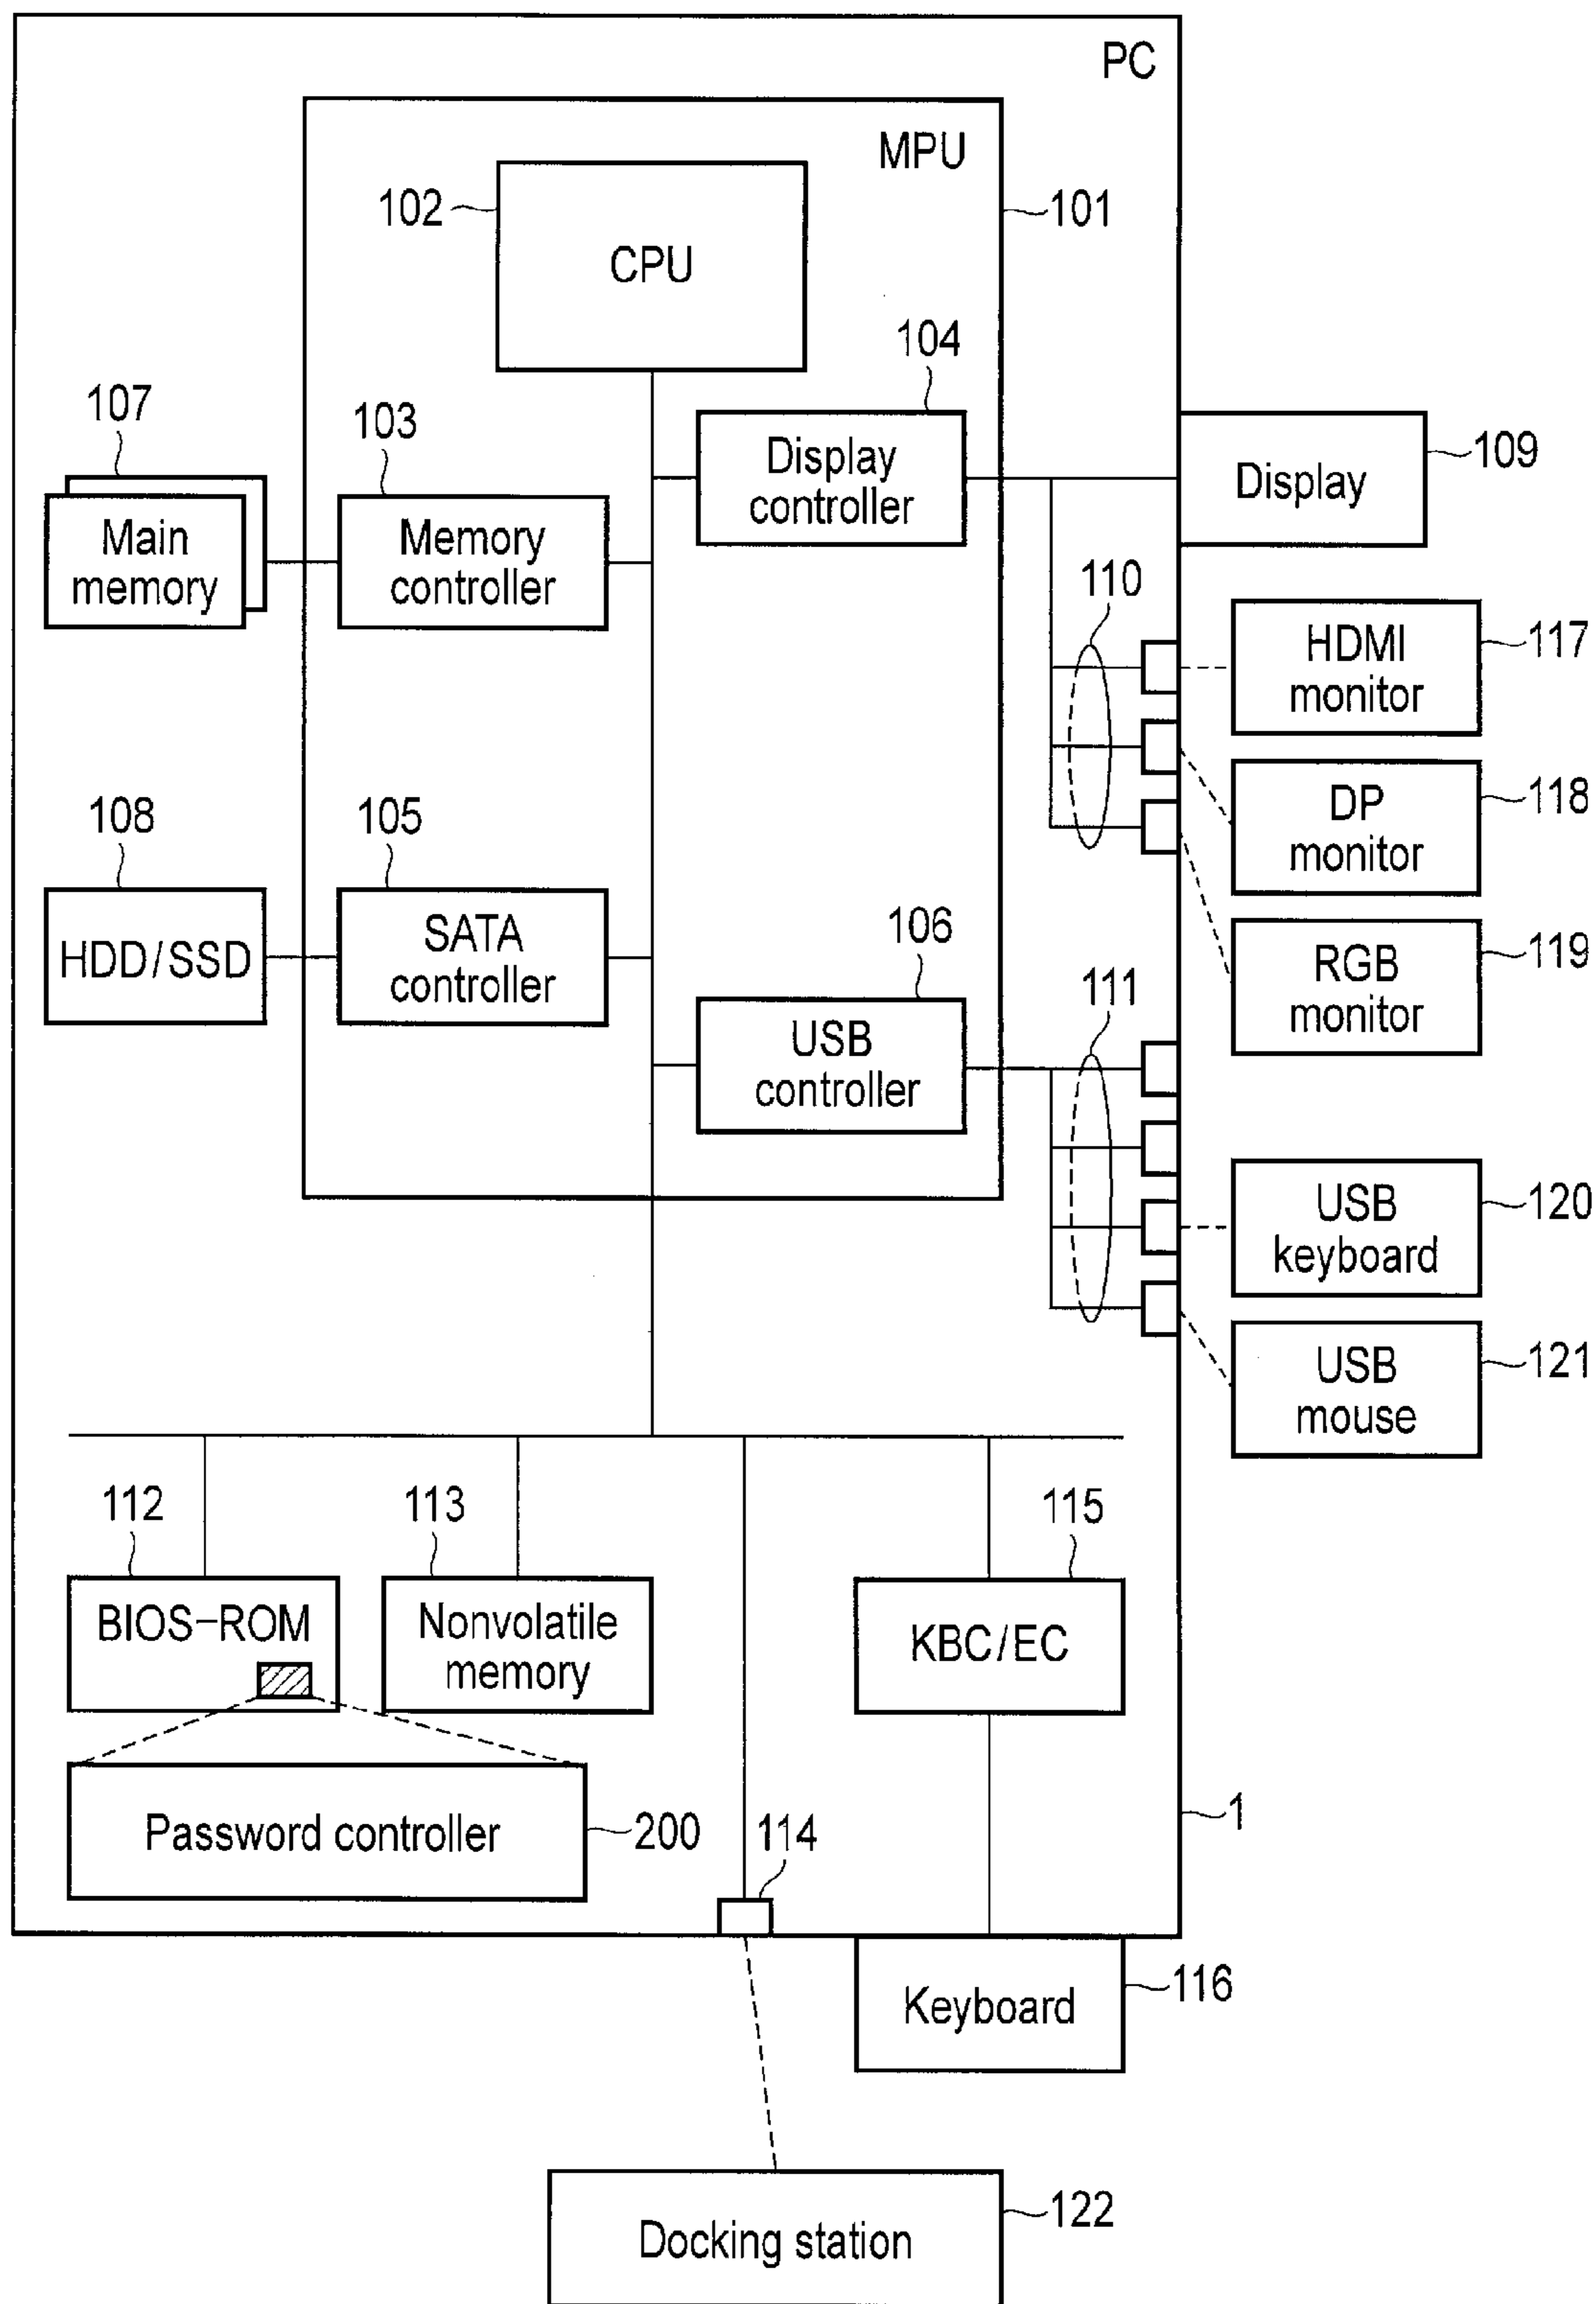 PC
MPU
102
101
CPU
104
107
103
Display
controller
109
Display
Main
memory
Memory
controller
110
HDMI
monitor
117
108
105
DP
monitor
118
HDD/SSD
SATA
controller
106
RGB
monitor
119
111
USB
controller
USB
keyboard
120
USB
mouse
121
112
113
115
BIOS-ROM
Nonvolatile
memory
KBC/EC
Password controller
200
114
1
Keyboard
116
Docking station
122